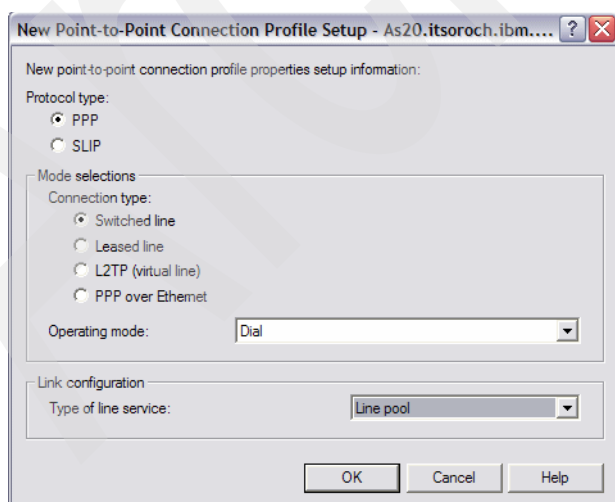 New Point-to-Point Connection Profile Setup - As20.itsoroch.ibm....
New point-to-point connection profile properties setup information:
Protocol type:
PPP
SLIP
Mode selections
Connection type:
Switched line
Leased line
L2TP (virtual line)
PPP over Ethernet
Operating mode: Dial
Link configuration
Type of line service: Line pool
OK Cancel Help